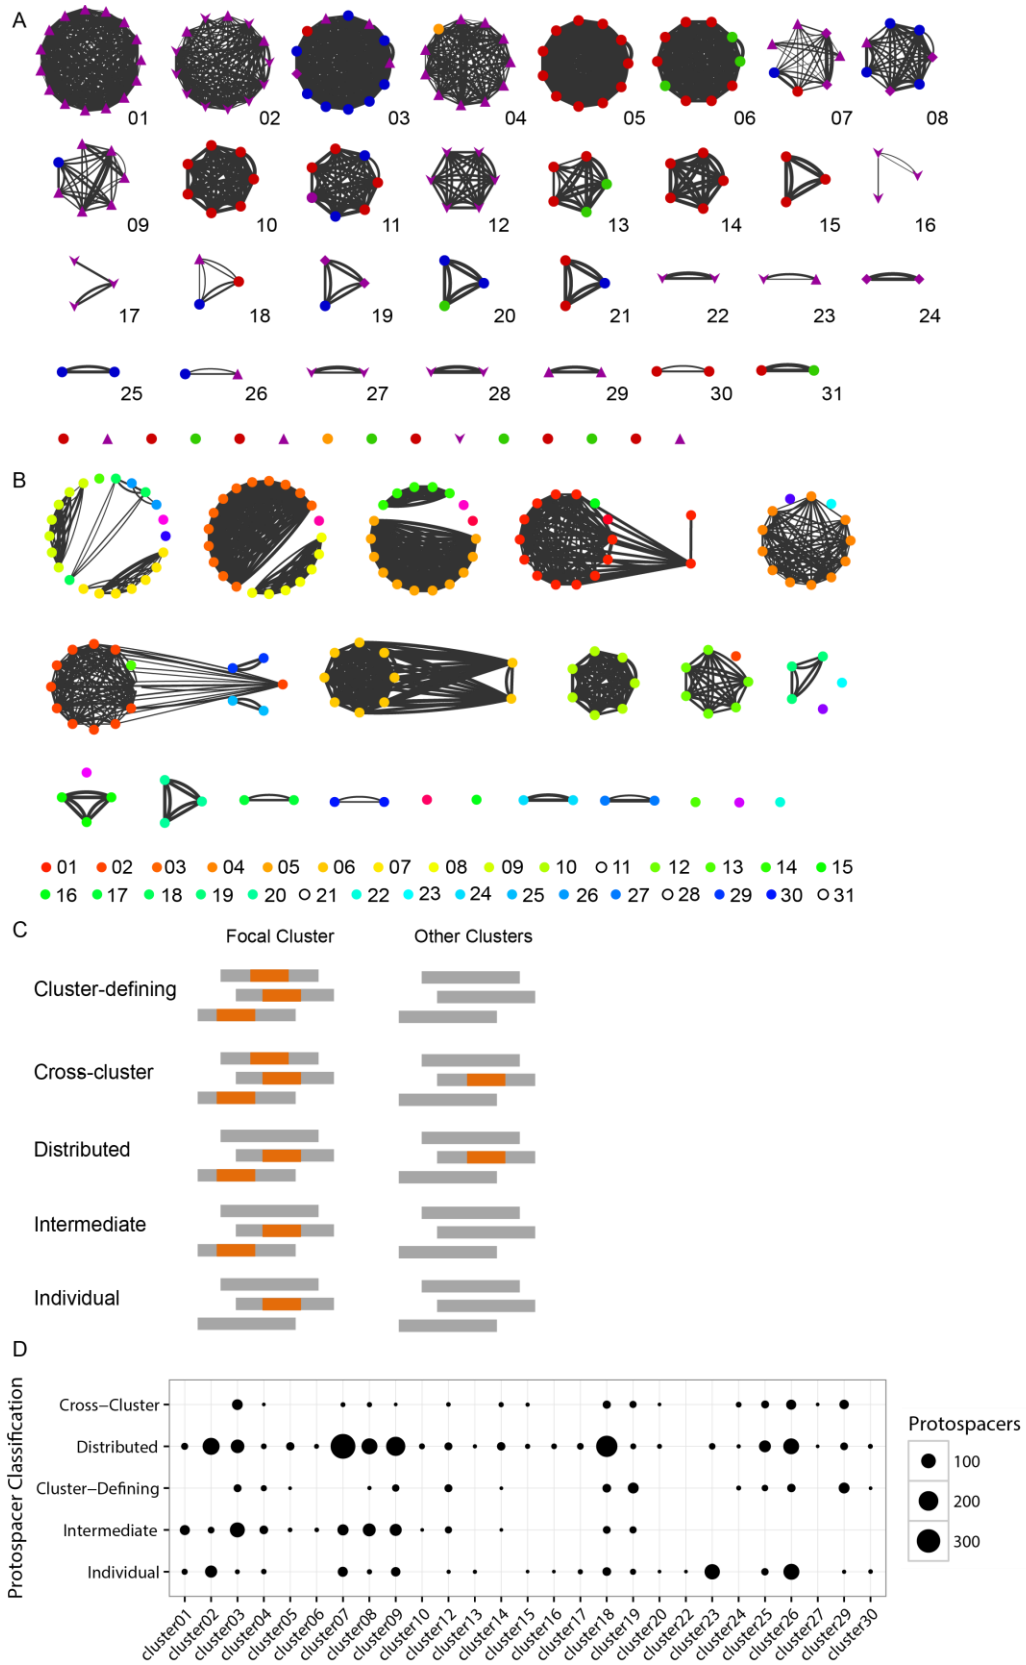 A
01 02 03 04 05 06 07 08
09 10 11 12 13 14 15 16
17 18 19 20 21 22 23 24
25 26 27 28 29 30 31
B
01 02 03 04 05 06 07 08 09 10 11 12 13 14 15
16 17 18 19 20 21 22 23 24 25 26 27 28 29 30 31
C
Focal Cluster Other Clusters
Cluster-defining
Cross-cluster
Distributed
Intermediate
Individual
D
Protospacer Classification
Cross–Cluster
Distributed
Cluster–Defining
Intermediate
Individual
Protospacers
100
200
300
cluster01 cluster02 cluster03 cluster04 cluster05 cluster06 cluster07 cluster08 cluster09 cluster10 cluster12 cluster13 cluster14 cluster15 cluster16 cluster17 cluster18 cluster19 cluster20 cluster22 cluster23 cluster24 cluster25 cluster26 cluster27 cluster29 cluster30